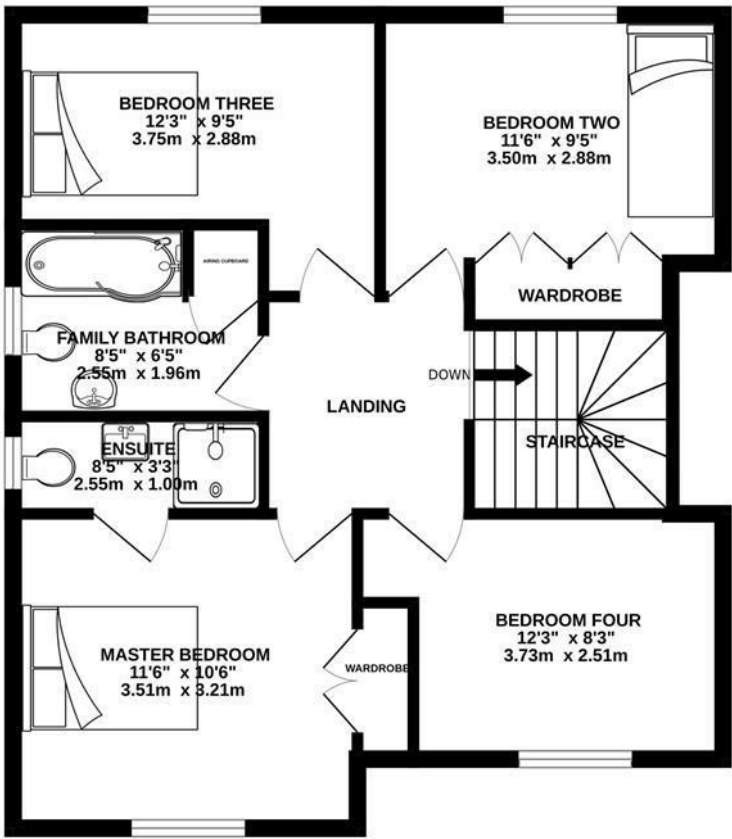 BEDROOM THREE
12'3" x 9'5"
3.75m x 2.88m
BEDROOM TWO
11'6" x 9'5"
3.50m x 2.88m
AIRING CUPBOARD
WARDROBE
FAMILY BATHROOM
8'5" x 6'5"
2.55m x 1.96m
DOWN
LANDING
STAIRCASE
ENSUITE
8'5" x 3'3"
2.55m x 1.00m
BEDROOM FOUR
12'3" x 8'3"
3.73m x 2.51m
MASTER BEDROOM
11'6" x 10'6"
3.51m x 3.21m
WARDROBE